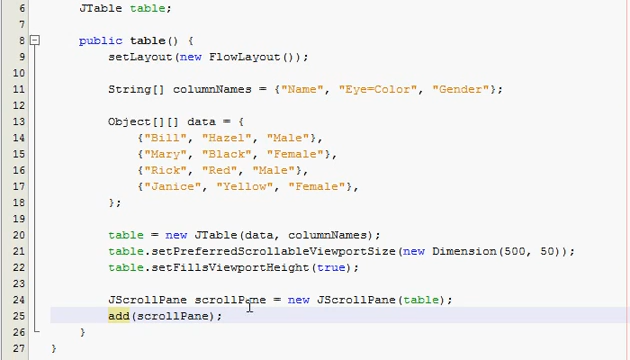 6 JTable table;
7
8 public table() {
9 setLayout(new FlowLayout());
10
11 String[] columnNames = {"Name", "Eye=Color", "Gender"};
12
13 Object[][] data = {
14 {"Bill", "Hazel", "Male"},
15 {"Mary", "Black", "Female"},
16 {"Rick", "Red", "Male"},
17 {"Janice", "Yellow", "Female"},
18 };
19
20 table = new JTable(data, columnNames);
21 table.setPreferredScrollableViewportSize(new Dimension(500, 50));
22 table.setFillsViewportHeight(true);
23
24 JScrollPane scrollPane = new JScrollPane(table);
25 add(scrollPane);
26 }
27 }